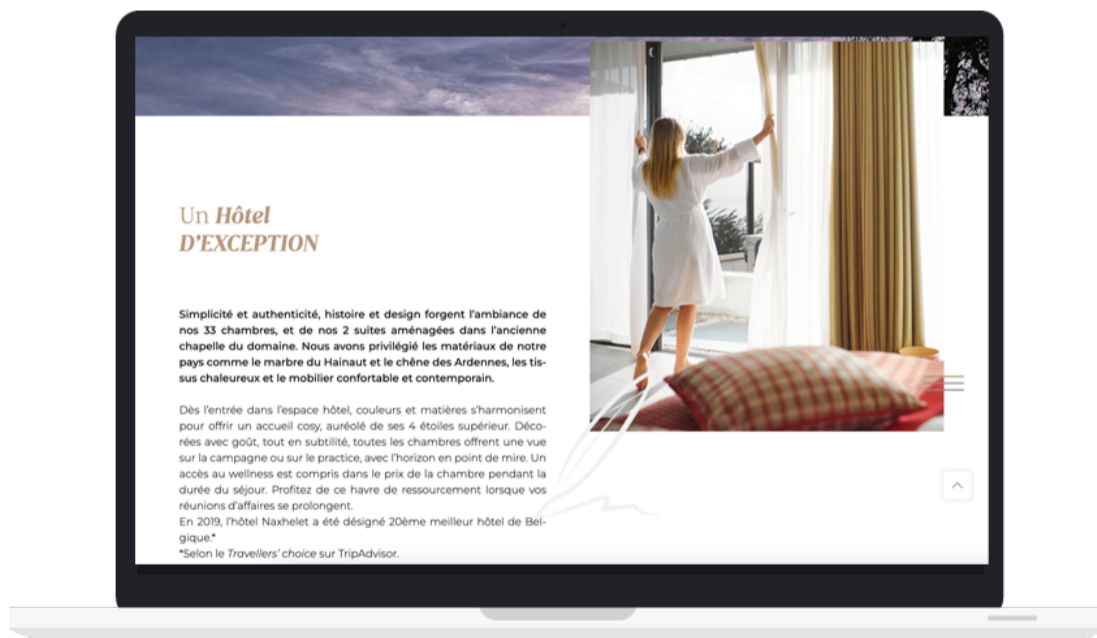 Un Hôtel
D'EXCEPTION
Simplicité et authenticité, histoire et design forgent l'ambiance de
nos 33 chambres, et de nos 2 suites aménagées dans l'ancienne
chapelle du domaine. Nous avons privilégié les matériaux de notre
pays comme le marbre du Hainaut et le chêne des Ardennes, les tis-
sus chaleureux et le mobilier confortable et contemporain.
Dès l'entrée dans l'espace hôtel, couleurs et matières s'harmonisent
pour offrir un accueil cosy, auréolé de ses 4 étoiles supérieur. Déco-
rées avec goût, tout en subtilité, toutes les chambres offrent une vue
sur la campagne ou sur le practice, avec l'horizon en point de mire. Un
accès au wellness est compris dans le prix de la chambre pendant la
durée du séjour. Profitez de ce havre de ressourcement lorsque vos
réunions d'affaires se prolongent.
En 2019, l'hôtel Naxhelet a été désigné 20ème meilleur hôtel de Bel-
gique.*
*Selon le Travellers' choice sur TripAdvisor.